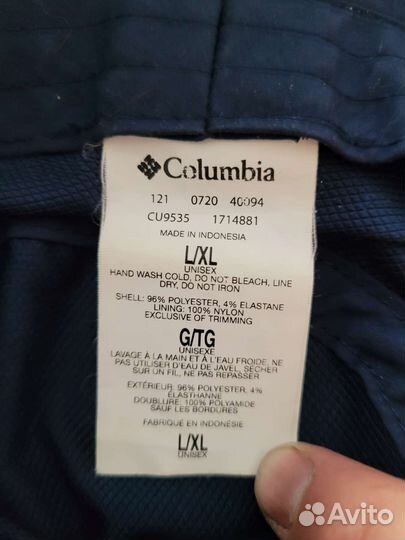 Columbia
121 0720 40094
CU9535 1714881
MADE IN INDONESIA
L/XL
UNISEX
HAND WASH COLD, DO NOT BLEACH, LINE
DRY, DO NOT IRON
SHELL: 96% POLYESTER, 4% ELASTANE
LINING: 100% NYLON
EXCLUSIVE OF TRIMMING
G/TG
UNISEXE
LAVAGE À LA MAIN ET À L'EAU FROIDE, NE
PAS UTILISER D'EAU DE JAVEL, SÉCHER
SUR UN FIL, NE PAS REPASSER
EXTÉRIEUR: 96% POLYESTER, 4%
ÉLASTHANNE
DOUBLURE: 100% POLYAMIDE
SAUF LES BORDURES
FABRIQUÉ EN INDONÉSIE
L/XL
UNISEX
Avito